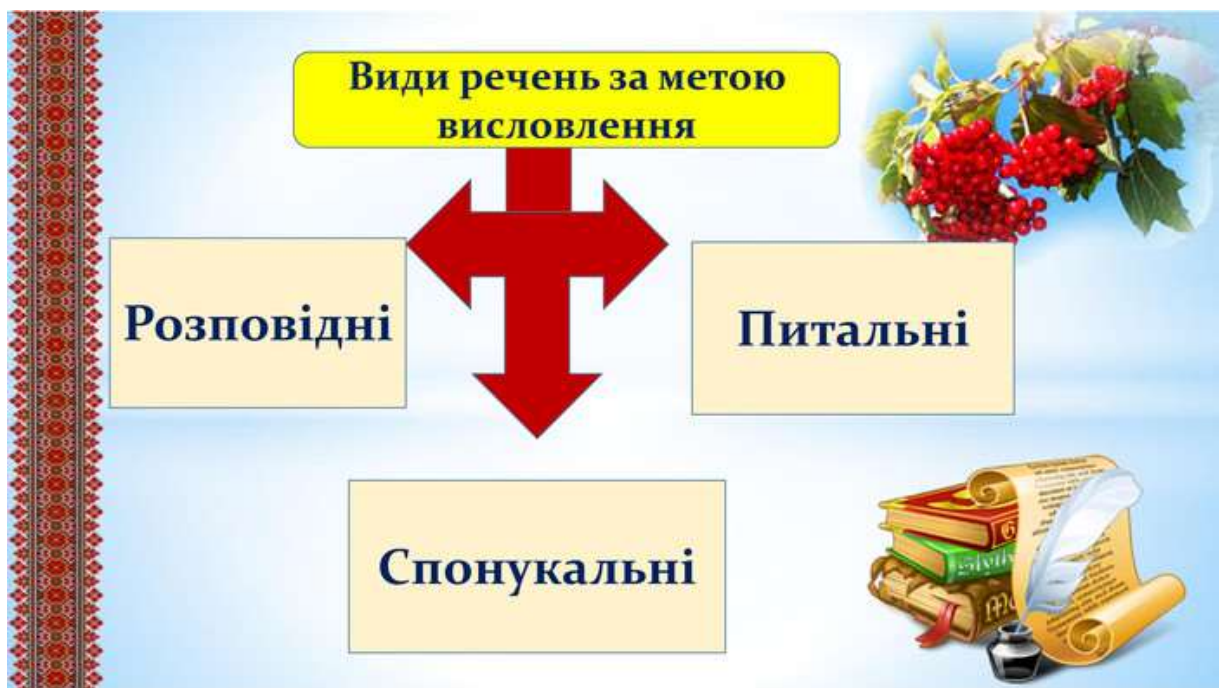 Види речень за метою
висловлення
Розповідні
Питальні
Спонукальні